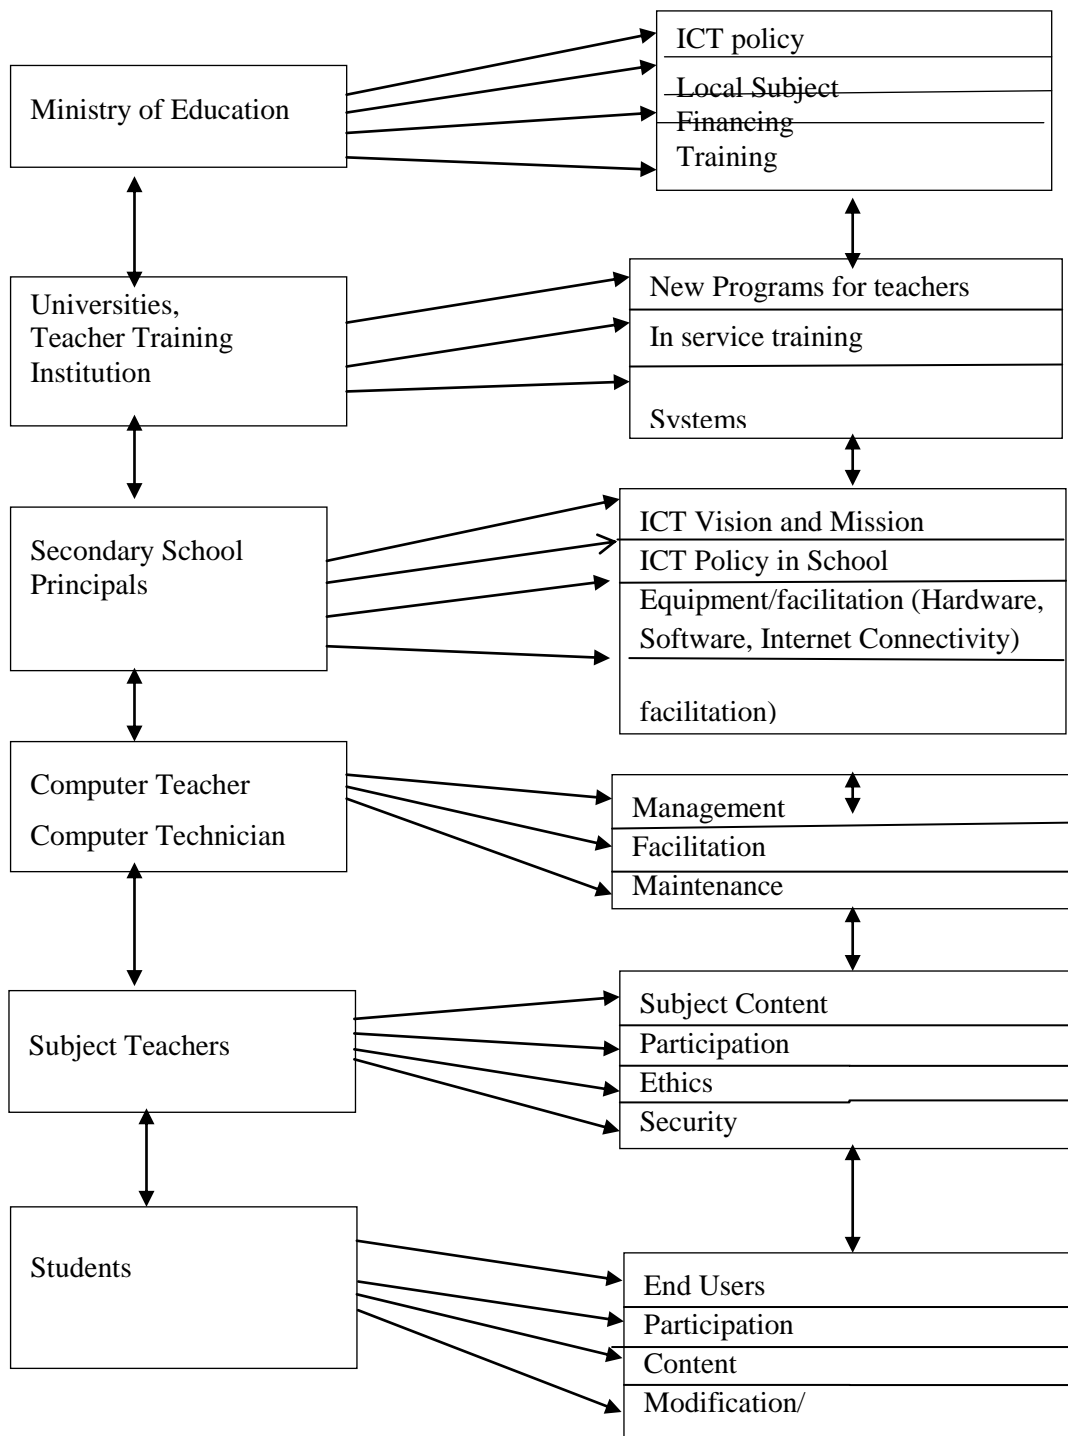 Ministry of Education
ICT policy
Local Subject
Financing
Training
Universities,
Teacher Training
Institution
New Programs for teachers
In service training
Systems
Secondary School
Principals
ICT Vision and Mission
ICT Policy in School
Equipment/facilitation (Hardware,
Software, Internet Connectivity)
facilitation)
Computer Teacher
Computer Technician
Management
Facilitation
Maintenance
Subject Teachers
Subject Content
Participation
Ethics
Security
Students
End Users
Participation
Content
Modification/